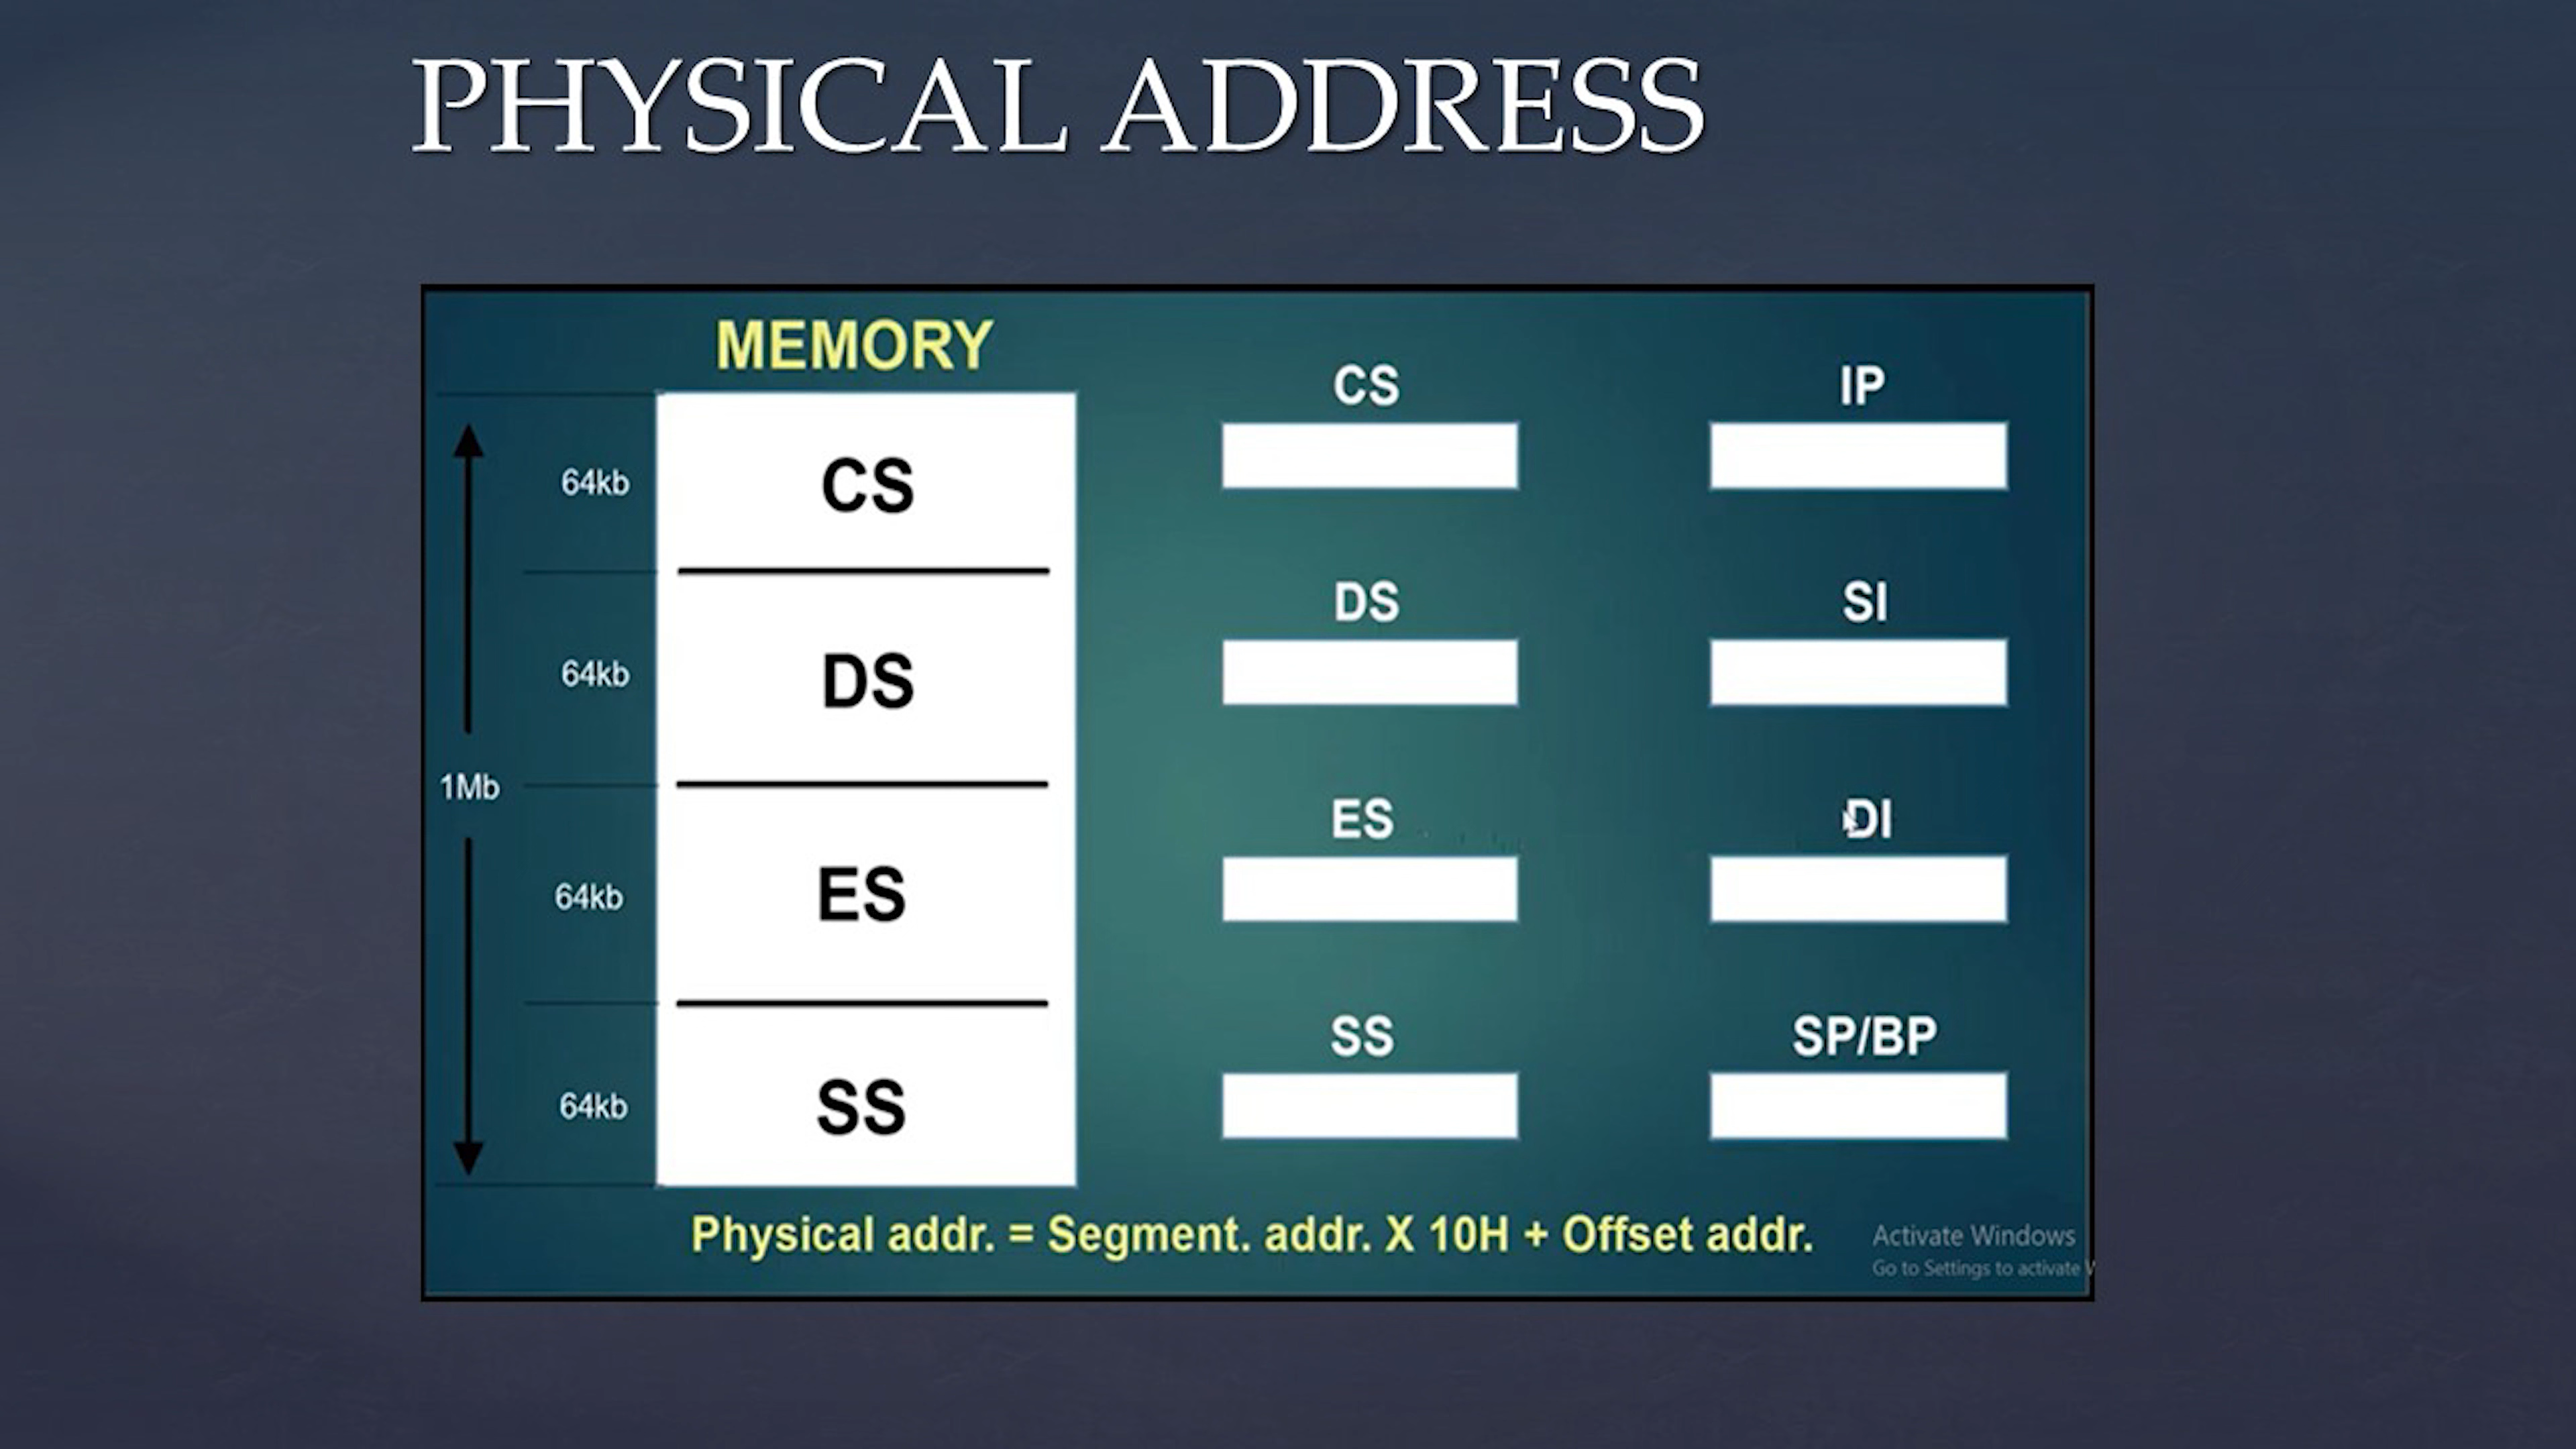 PHYSICAL ADDRESS
MEMORY
CS
IP
64kb
CS
DS
SI
64kb
DS
1Mb
ES
DI
64kb
ES
SS
SP/BP
64kb
SS
Physical addr. = Segment. addr. X 10H + Offset addr.
Activate Windows
Go to Settings to activate W